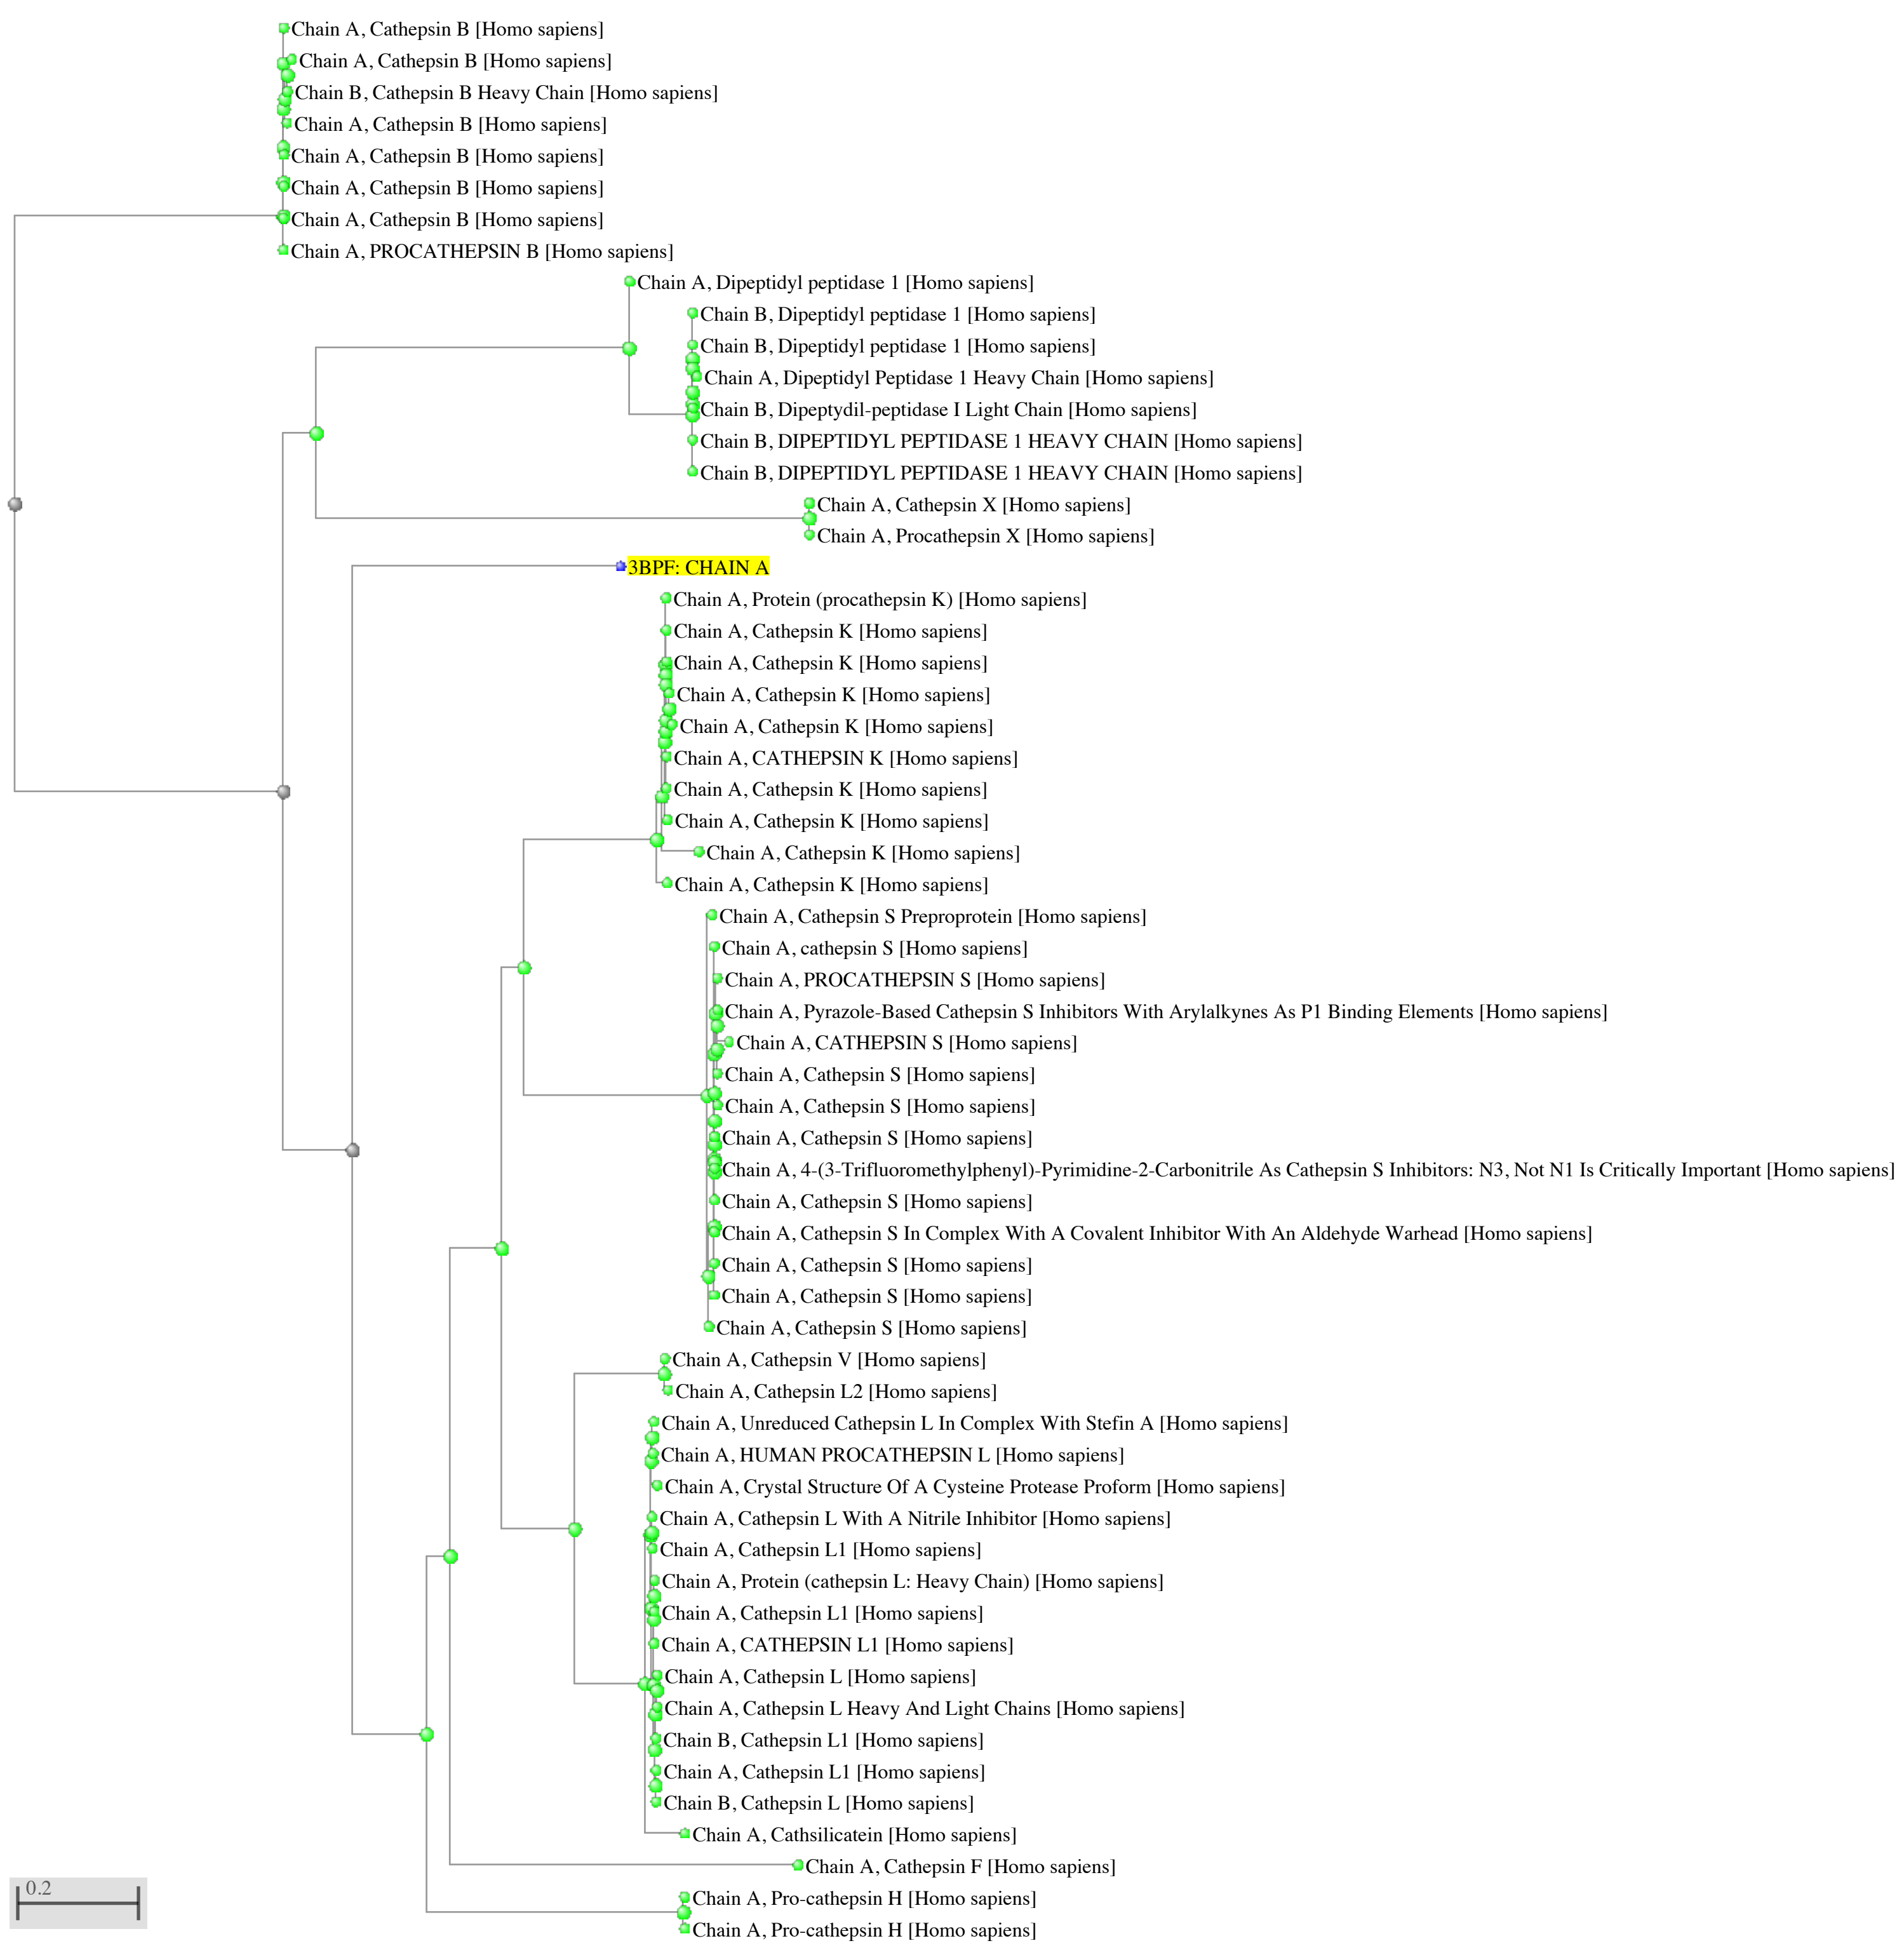 Chain A, Cathepsin B [Homo sapiens]
Chain A, Cathepsin B [Homo sapiens]
Chain B, Cathepsin B Heavy Chain [Homo sapiens]
Chain A, Cathepsin B [Homo sapiens]
Chain A, Cathepsin B [Homo sapiens]
Chain A, Cathepsin B [Homo sapiens]
Chain A, Cathepsin B [Homo sapiens]
Chain A, PROCATHEPSIN B [Homo sapiens]
Chain A, Dipeptidyl peptidase 1 [Homo sapiens]
Chain B, Dipeptidyl peptidase 1 [Homo sapiens]
Chain B, Dipeptidyl peptidase 1 [Homo sapiens]
Chain A, Dipeptidyl Peptidase 1 Heavy Chain [Homo sapiens]
Chain B, Dipeptydil-peptidase I Light Chain [Homo sapiens]
Chain B, DIPEPTIDYL PEPTIDASE 1 HEAVY CHAIN [Homo sapiens]
Chain B, DIPEPTIDYL PEPTIDASE 1 HEAVY CHAIN [Homo sapiens]
Chain A, Cathepsin X [Homo sapiens]
Chain A, Procathepsin X [Homo sapiens]
3BPF: CHAIN A
Chain A, Protein (procathepsin K) [Homo sapiens]
Chain A, Cathepsin K [Homo sapiens]
Chain A, Cathepsin K [Homo sapiens]
Chain A, Cathepsin K [Homo sapiens]
Chain A, Cathepsin K [Homo sapiens]
Chain A, CATHEPSIN K [Homo sapiens]
Chain A, Cathepsin K [Homo sapiens]
Chain A, Cathepsin K [Homo sapiens]
Chain A, Cathepsin K [Homo sapiens]
Chain A, Cathepsin K [Homo sapiens]
Chain A, Cathepsin S Preproprotein [Homo sapiens]
Chain A, cathepsin S [Homo sapiens]
Chain A, PROCATHEPSIN S [Homo sapiens]
Chain A, Pyrazole-Based Cathepsin S Inhibitors With Arylalkynes As P1 Binding Elements [Homo sapiens]
Chain A, CATHEPSIN S [Homo sapiens]
Chain A, Cathepsin S [Homo sapiens]
Chain A, Cathepsin S [Homo sapiens]
Chain A, Cathepsin S [Homo sapiens]
Chain A, 4-(3-Trifluoromethylphenyl)-Pyrimidine-2-Carbonitrile As Cathepsin S Inhibitors: N3, Not N1 Is Critically Important [Homo sapiens]
Chain A, Cathepsin S [Homo sapiens]
Chain A, Cathepsin S In Complex With A Covalent Inhibitor With An Aldehyde Warhead [Homo sapiens]
Chain A, Cathepsin S [Homo sapiens]
Chain A, Cathepsin S [Homo sapiens]
Chain A, Cathepsin S [Homo sapiens]
Chain A, Cathepsin V [Homo sapiens]
Chain A, Cathepsin L2 [Homo sapiens]
Chain A, Unreduced Cathepsin L In Complex With Stefin A [Homo sapiens]
Chain A, HUMAN PROCATHEPSIN L [Homo sapiens]
Chain A, Crystal Structure Of A Cysteine Protease Proform [Homo sapiens]
Chain A, Cathepsin L With A Nitrile Inhibitor [Homo sapiens]
Chain A, Cathepsin L1 [Homo sapiens]
Chain A, Protein (cathepsin L: Heavy Chain) [Homo sapiens]
Chain A, Cathepsin L1 [Homo sapiens]
Chain A, CATHEPSIN L1 [Homo sapiens]
Chain A, Cathepsin L [Homo sapiens]
Chain A, Cathepsin L Heavy And Light Chains [Homo sapiens]
Chain B, Cathepsin L1 [Homo sapiens]
Chain A, Cathepsin L1 [Homo sapiens]
Chain B, Cathepsin L [Homo sapiens]
Chain A, Cathsilicatein [Homo sapiens]
Chain A, Cathepsin F [Homo sapiens]
Chain A, Pro-cathepsin H [Homo sapiens]
Chain A, Pro-cathepsin H [Homo sapiens]
0.2